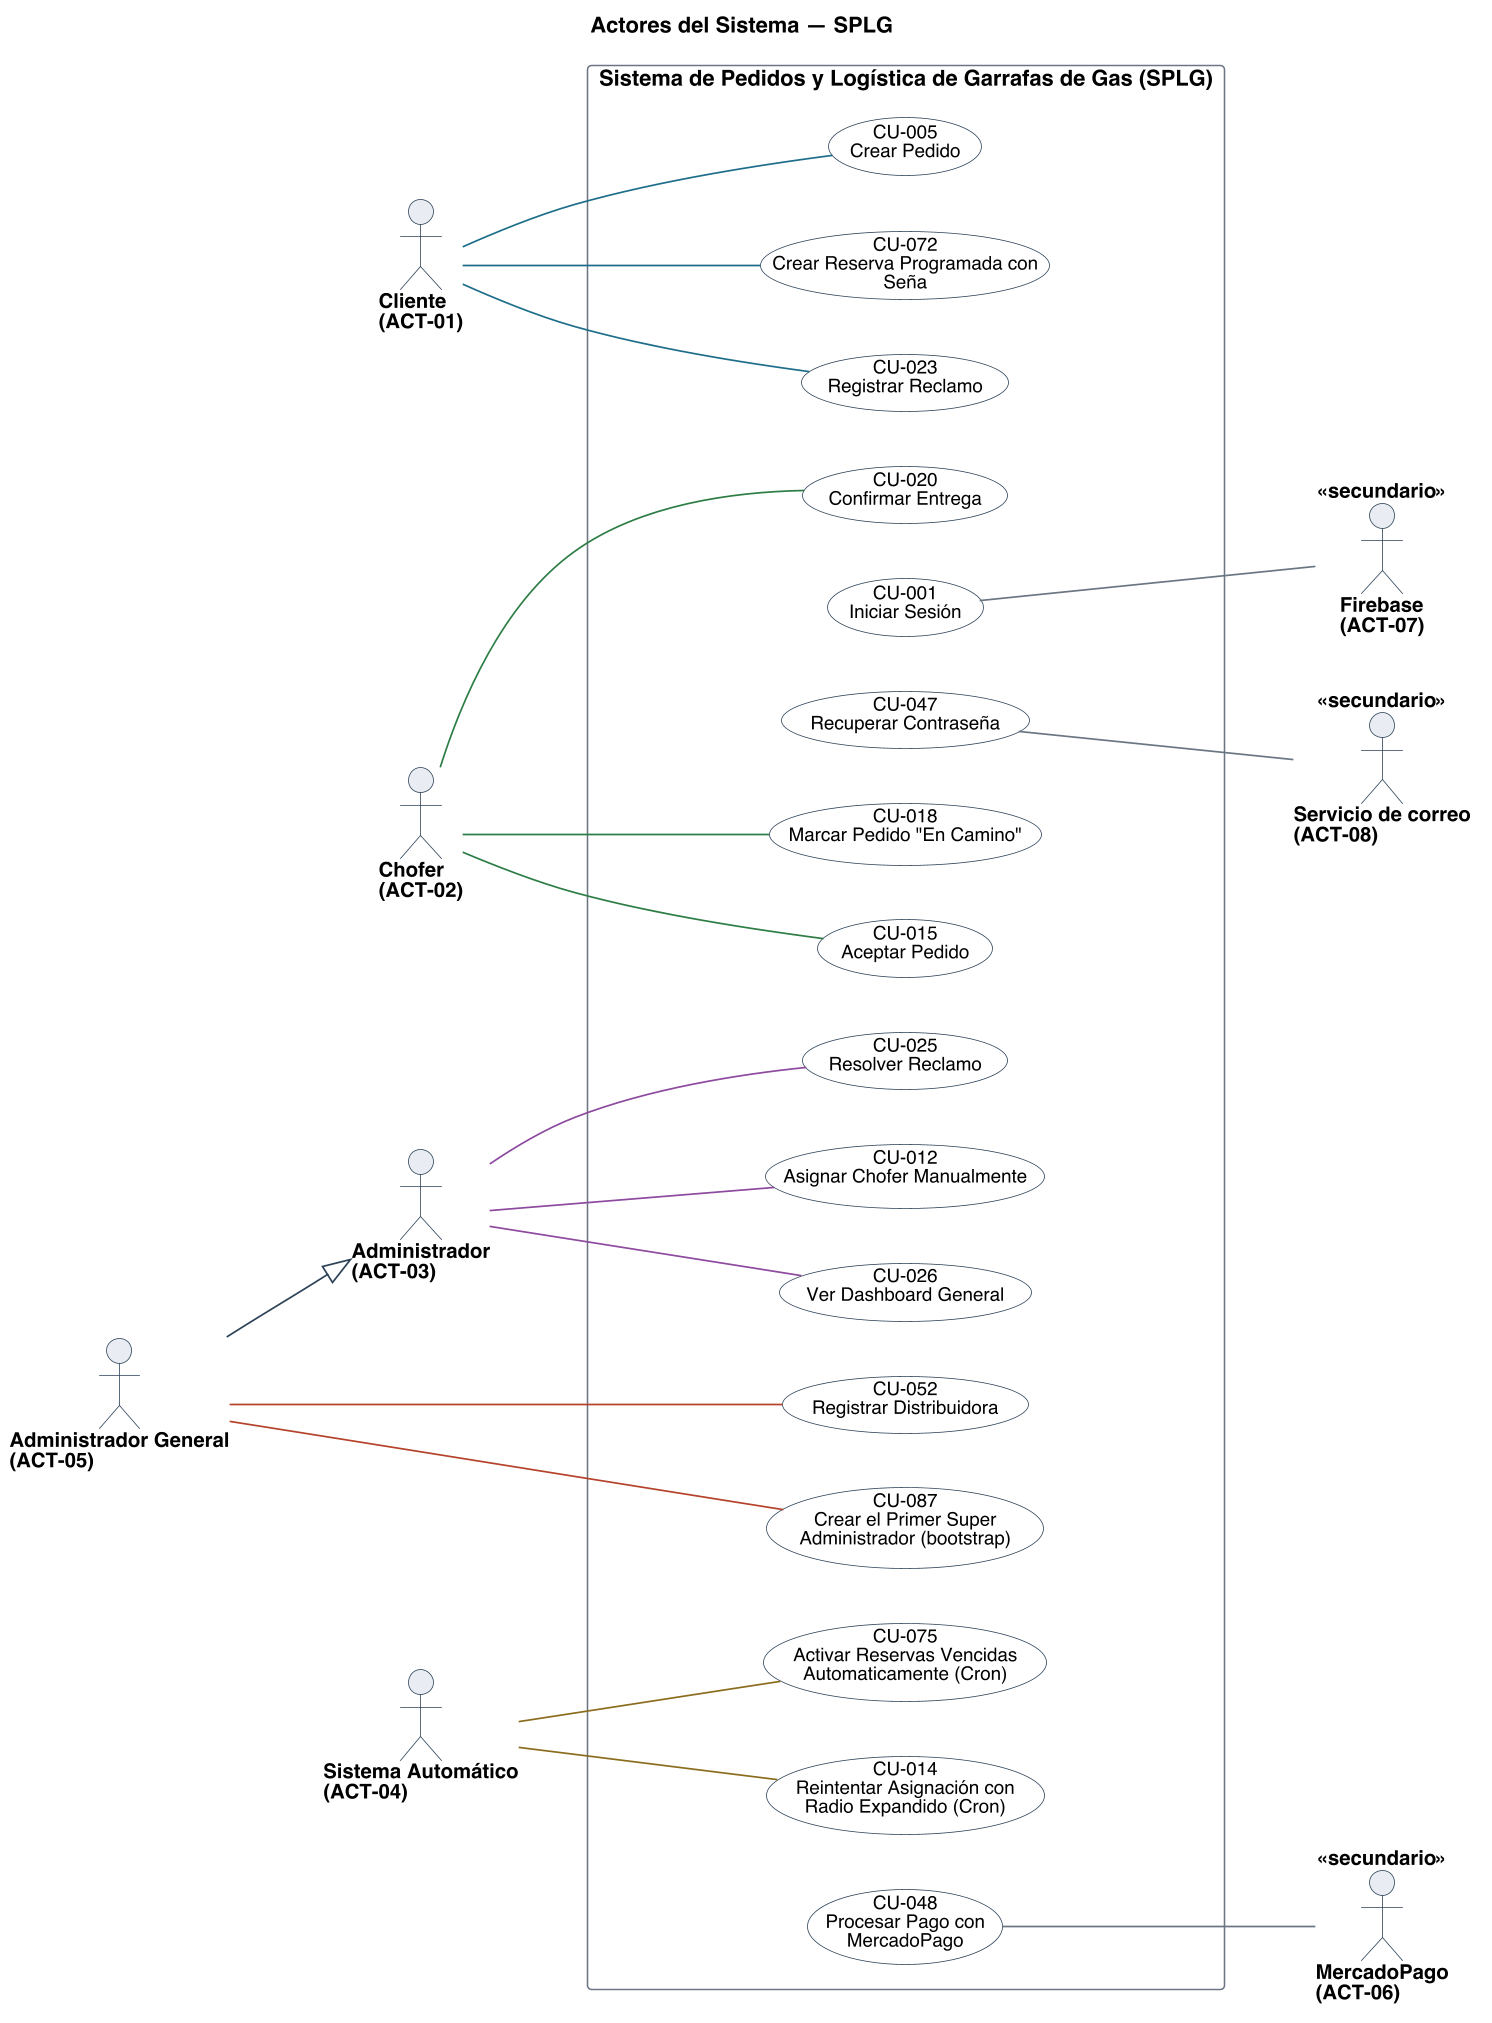 Actores del Sistema — SPLG
Sistema de Pedidos y Logística de Garrafas de Gas (SPLG)
CU-005
Crear Pedido
CU-072
Crear Reserva Programada con
Seña
Cliente
(ACT-01)
CU-023
Registrar Reclamo
CU-020
Confirmar Entrega
«secundario»
Firebase
(ACT-07)
CU-001
Iniciar Sesión
CU-047
Recuperar Contraseña
«secundario»
Servicio de correo
(ACT-08)
CU-018
Marcar Pedido "En Camino"
Chofer
(ACT-02)
CU-015
Aceptar Pedido
CU-025
Resolver Reclamo
CU-012
Asignar Chofer Manualmente
Administrador
(ACT-03)
CU-026
Ver Dashboard General
CU-052
Registrar Distribuidora
Administrador General
(ACT-05)
CU-087
Crear el Primer Super
Administrador (bootstrap)
CU-075
Activar Reservas Vencidas
Automaticamente (Cron)
Sistema Automático
(ACT-04)
CU-014
Reintentar Asignación con
Radio Expandido (Cron)
CU-048
Procesar Pago con
MercadoPago
«secundario»
MercadoPago
(ACT-06)